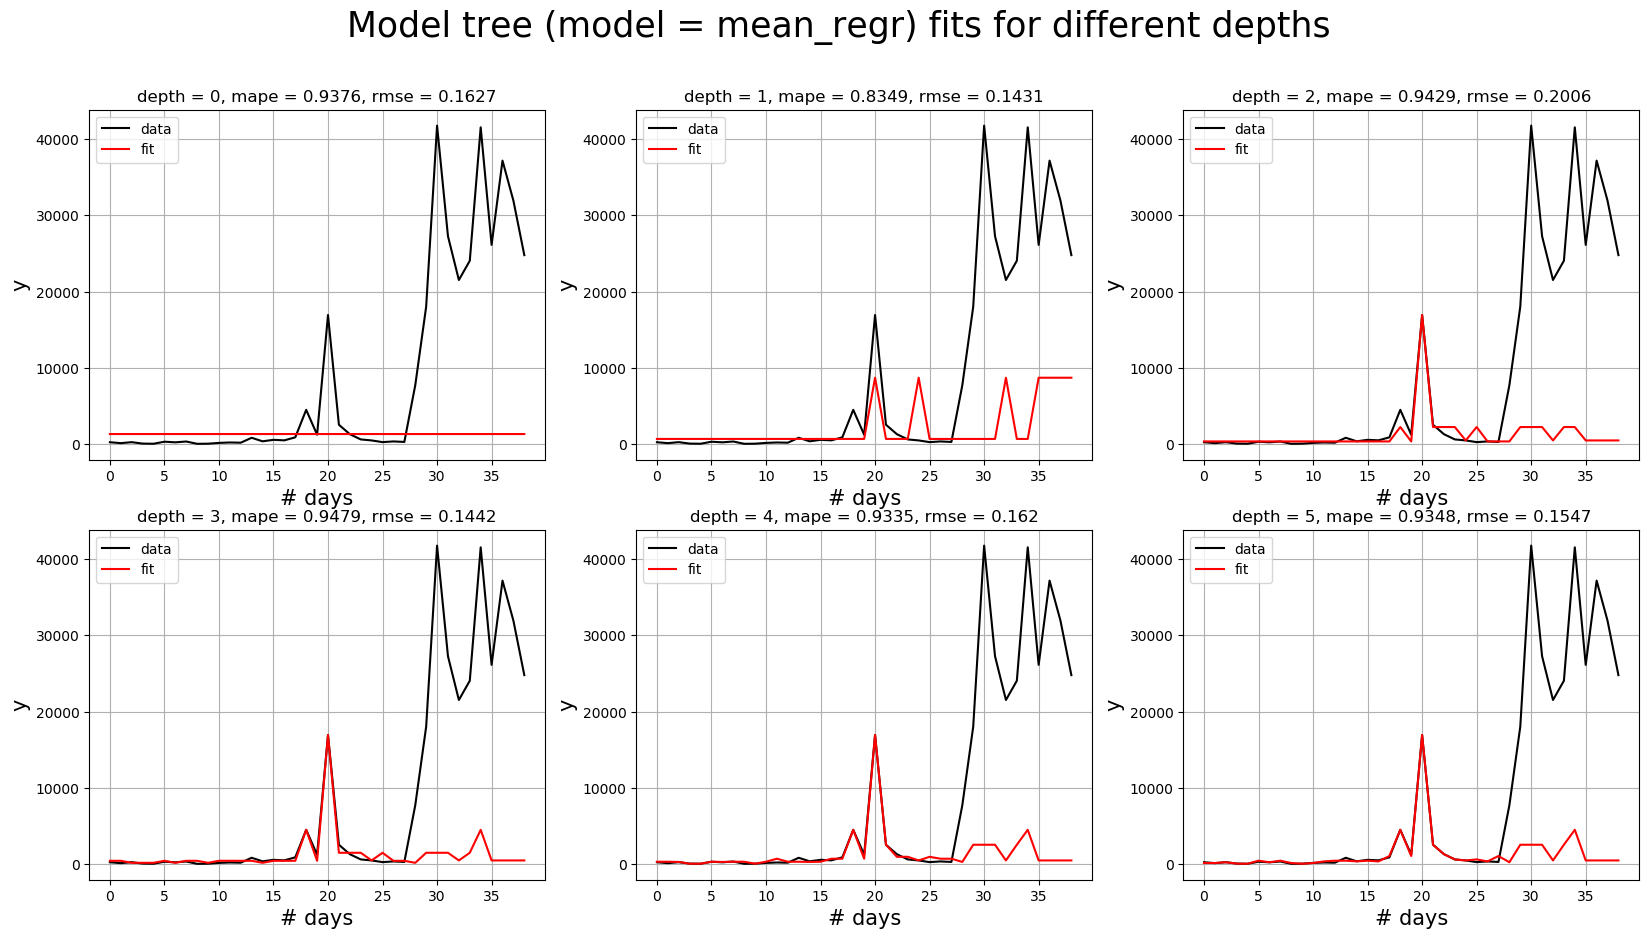 Model tree (model = mean_regr) fits for different depths
depth = 0, mape = 0.9376, rmse = 0.1627
data
fit
y
40000
30000
20000
10000
0
0 5 10 15 20 25 30 35
# days
depth = 1, mape = 0.8349, rmse = 0.1431
data
fit
y
40000
30000
20000
10000
0
0 5 10 15 20 25 30 35
# days
depth = 2, mape = 0.9429, rmse = 0.2006
data
fit
y
40000
30000
20000
10000
0
0 5 10 15 20 25 30 35
# days
depth = 3, mape = 0.9479, rmse = 0.1442
data
fit
y
40000
30000
20000
10000
0
0 5 10 15 20 25 30 35
# days
depth = 4, mape = 0.9335, rmse = 0.162
data
fit
y
40000
30000
20000
10000
0
0 5 10 15 20 25 30 35
# days
depth = 5, mape = 0.9348, rmse = 0.1547
data
fit
y
40000
30000
20000
10000
0
0 5 10 15 20 25 30 35
# days